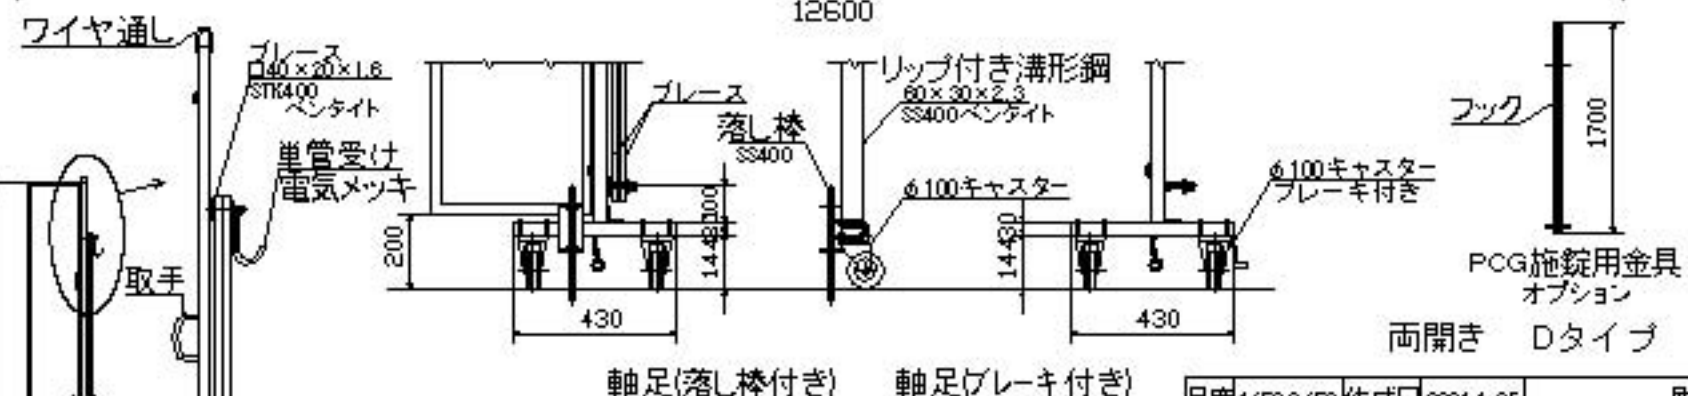 12600
ワイヤ通し
ブレース
□40×20×1.6
STK400
ペンタイト
単管受け
電気メッキ
取手
ブレース
落し棒
SS400
リップ付き溝形鋼
60×30×2.3
SS400ペンタイト
φ100キャスター
φ100キャスター
ブレーキ付き
フック
1700
PCG施錠用金具
オプション
200
100
430
430
両開き Dタイプ
軸足(落し棒付き)
軸足(ブレーキ付き)